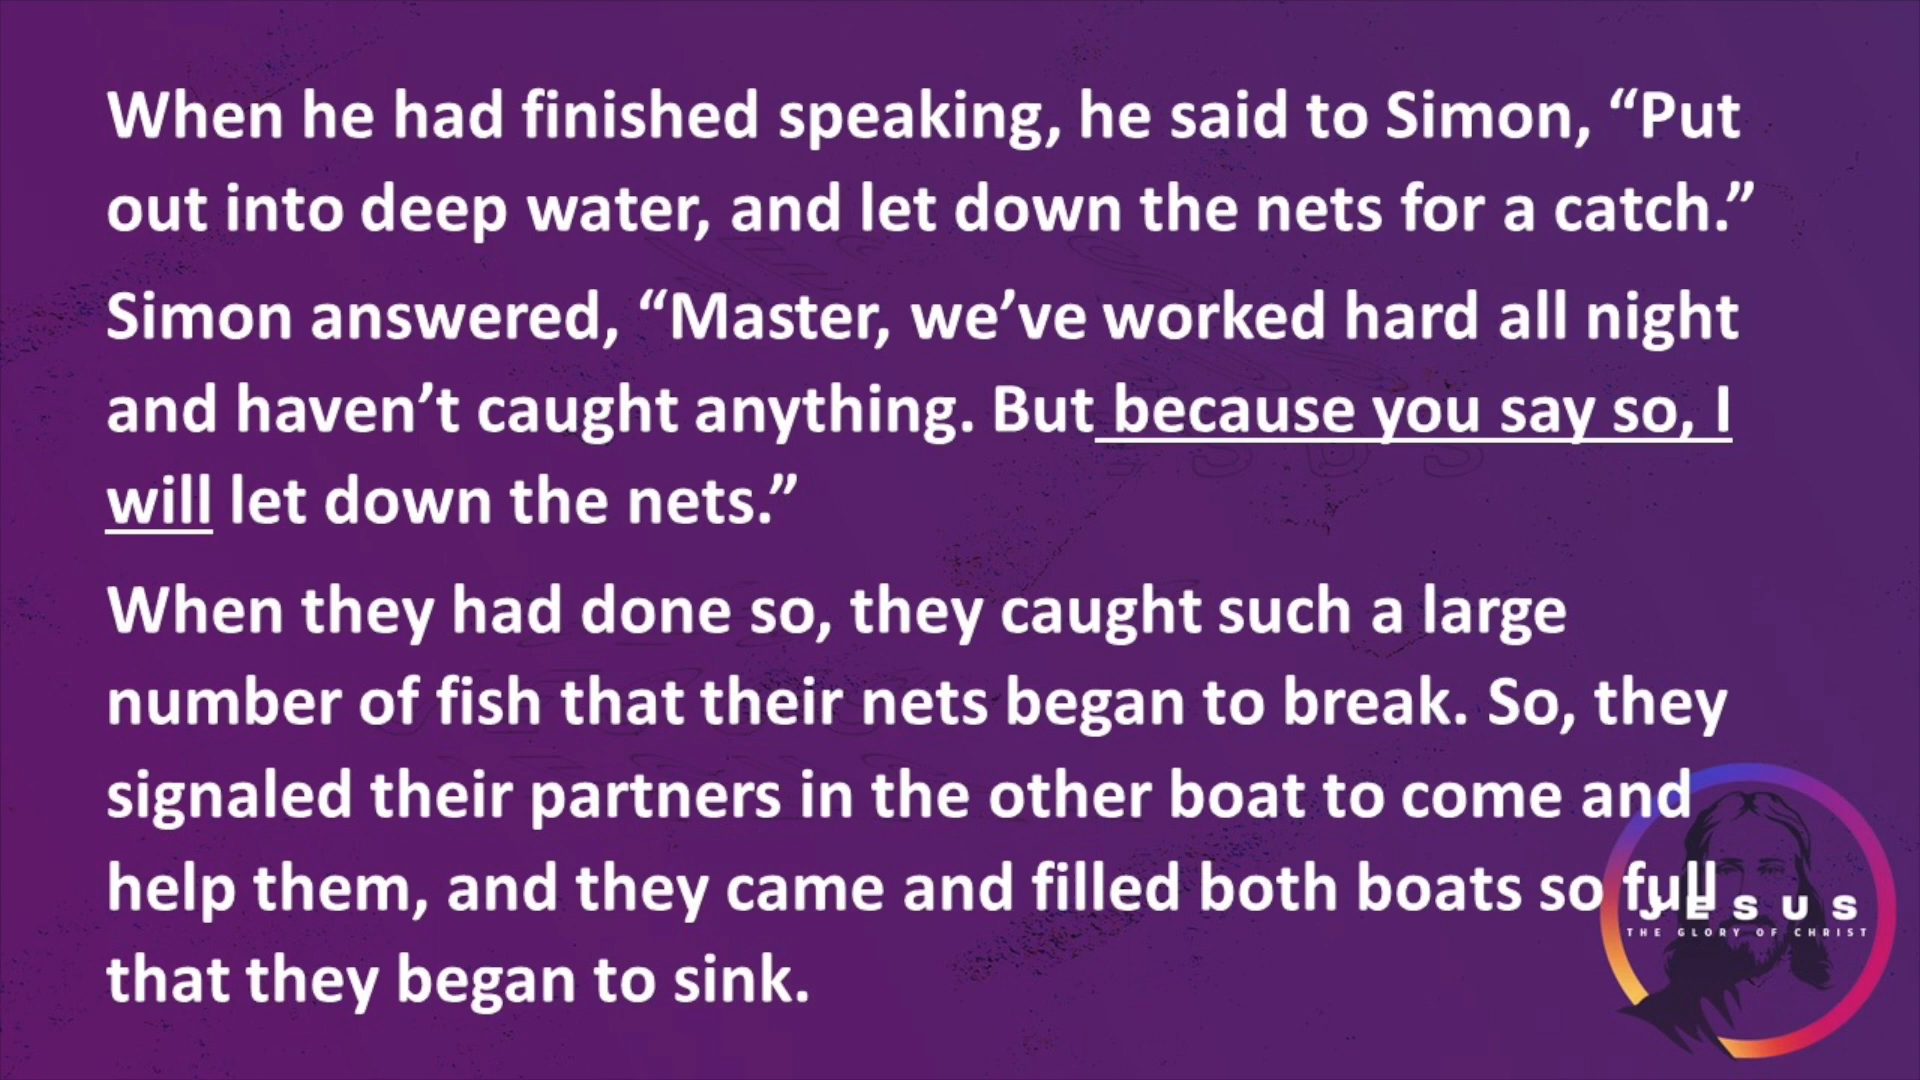 When he had finished speaking, he said to Simon, “Put
out into deep water, and let down the nets for a catch.”
Simon answered, “Master, we’ve worked hard all night
and haven’t caught anything. But because you say so, I
will let down the nets.”
When they had done so, they caught such a large
number of fish that their nets began to break. So, they
signaled their partners in the other boat to come and
help them, and they came and filled both boats so full
that they began to sink.
JESUS
THE GLORY OF CHRIST